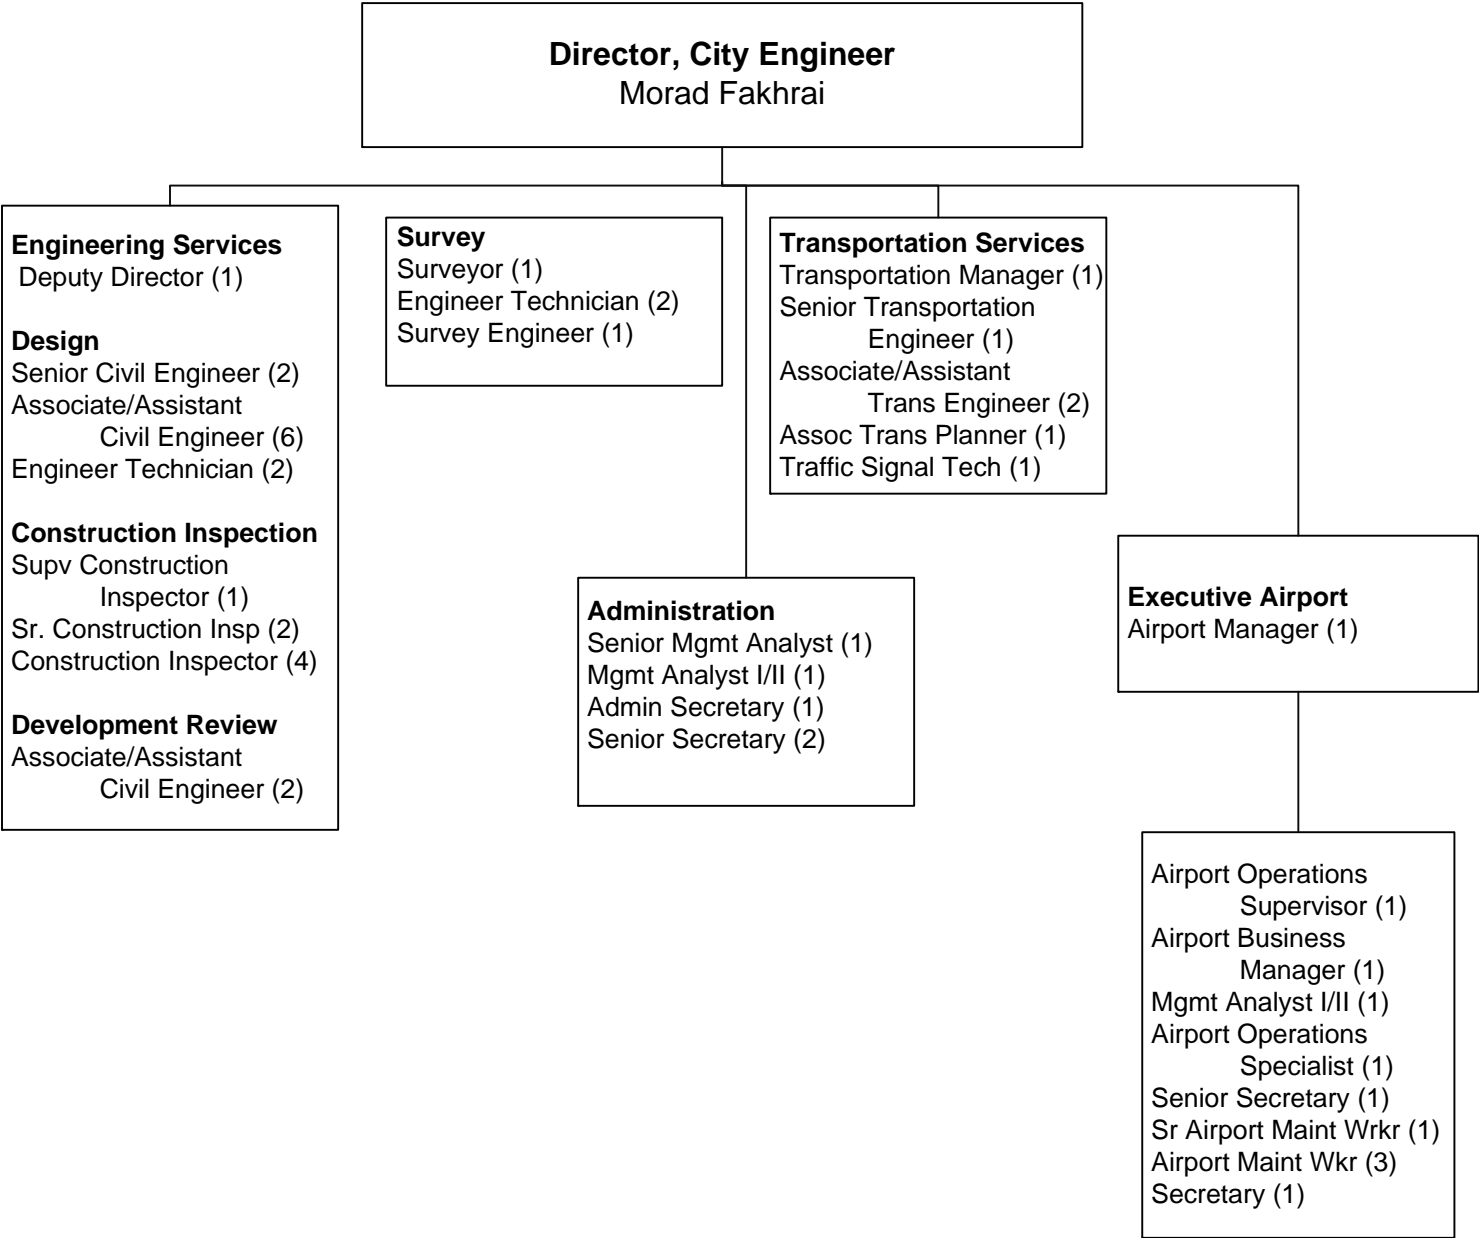 Director, City Engineer
Morad Fakhrai
Engineering Services
Deputy Director (1)
Design
Senior Civil Engineer (2)
Associate/Assistant
Civil Engineer (6)
Engineer Technician (2)
Construction Inspection
Supv Construction
Inspector (1)
Sr. Construction Insp (2)
Construction Inspector (4)
Development Review
Associate/Assistant
Civil Engineer (2)
Survey
Surveyor (1)
Engineer Technician (2)
Survey Engineer (1)
Administration
Senior Mgmt Analyst (1)
Mgmt Analyst I/II (1)
Admin Secretary (1)
Senior Secretary (2)
Transportation Services
Transportation Manager (1)
Senior Transportation
Engineer (1)
Associate/Assistant
Trans Engineer (2)
Assoc Trans Planner (1)
Traffic Signal Tech (1)
Executive Airport
Airport Manager (1)
Airport Operations
Supervisor (1)
Airport Business
Manager (1)
Mgmt Analyst I/II (1)
Airport Operations
Specialist (1)
Senior Secretary (1)
Sr Airport Maint Wrkr (1)
Airport Maint Wkr (3)
Secretary (1)